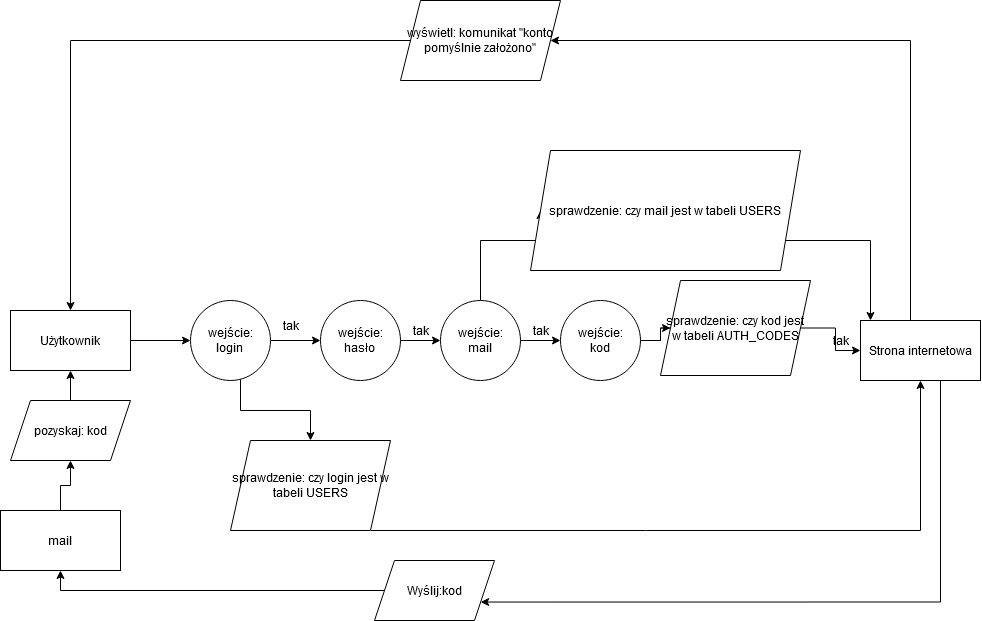 wyświetl: komunikat "konto
pomyślnie założono"
sprawdzenie: czy mail jest w tabeli USERS
Użytkownik
wejście:
login
tak
wejście:
hasło
tak
wejście:
mail
tak
wejście:
kod
sprawdzenie: czy kod jest
w tabeli AUTH_CODES
tak
Strona internetowa
pozyskaj: kod
sprawdzenie: czy login jest w
tabeli USERS
mail
Wyślij:kod